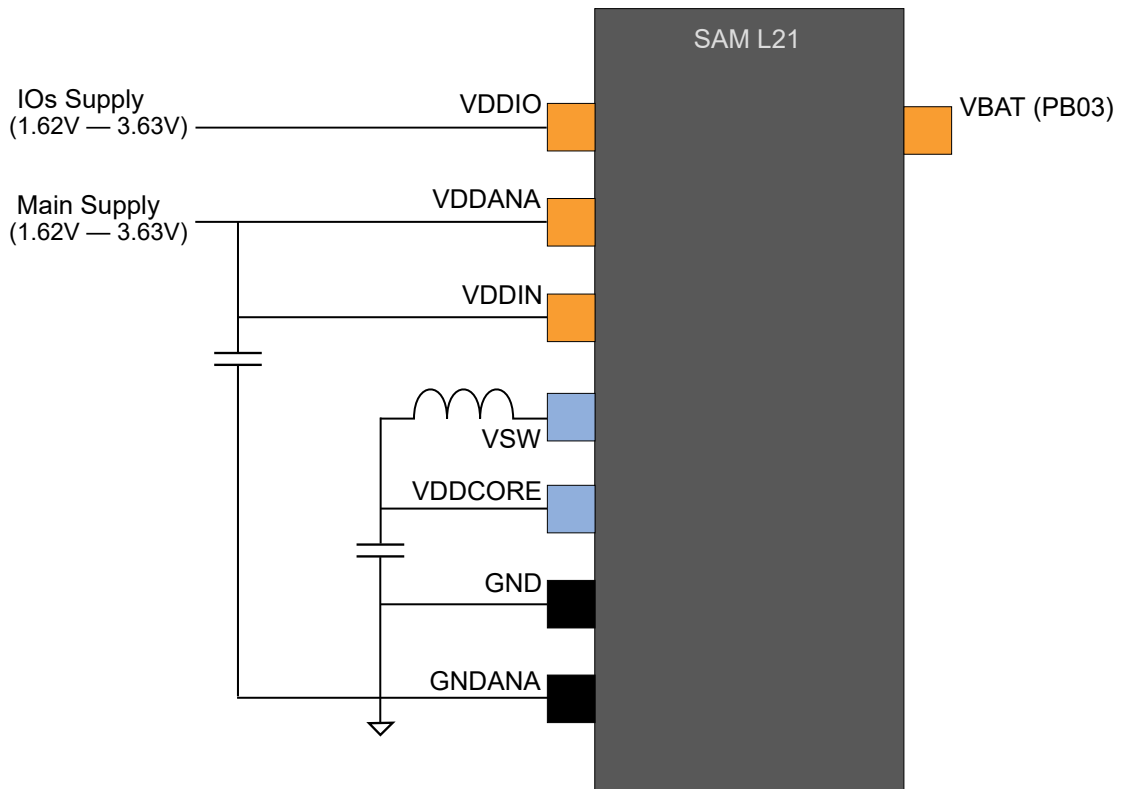 SAM L21
IOs Supply
(1.62V — 3.63V)
VDDIO
VBAT (PB03)
Main Supply
(1.62V — 3.63V)
VDDANA
VDDIN
VSW
VDDCORE
GND
GNDANA